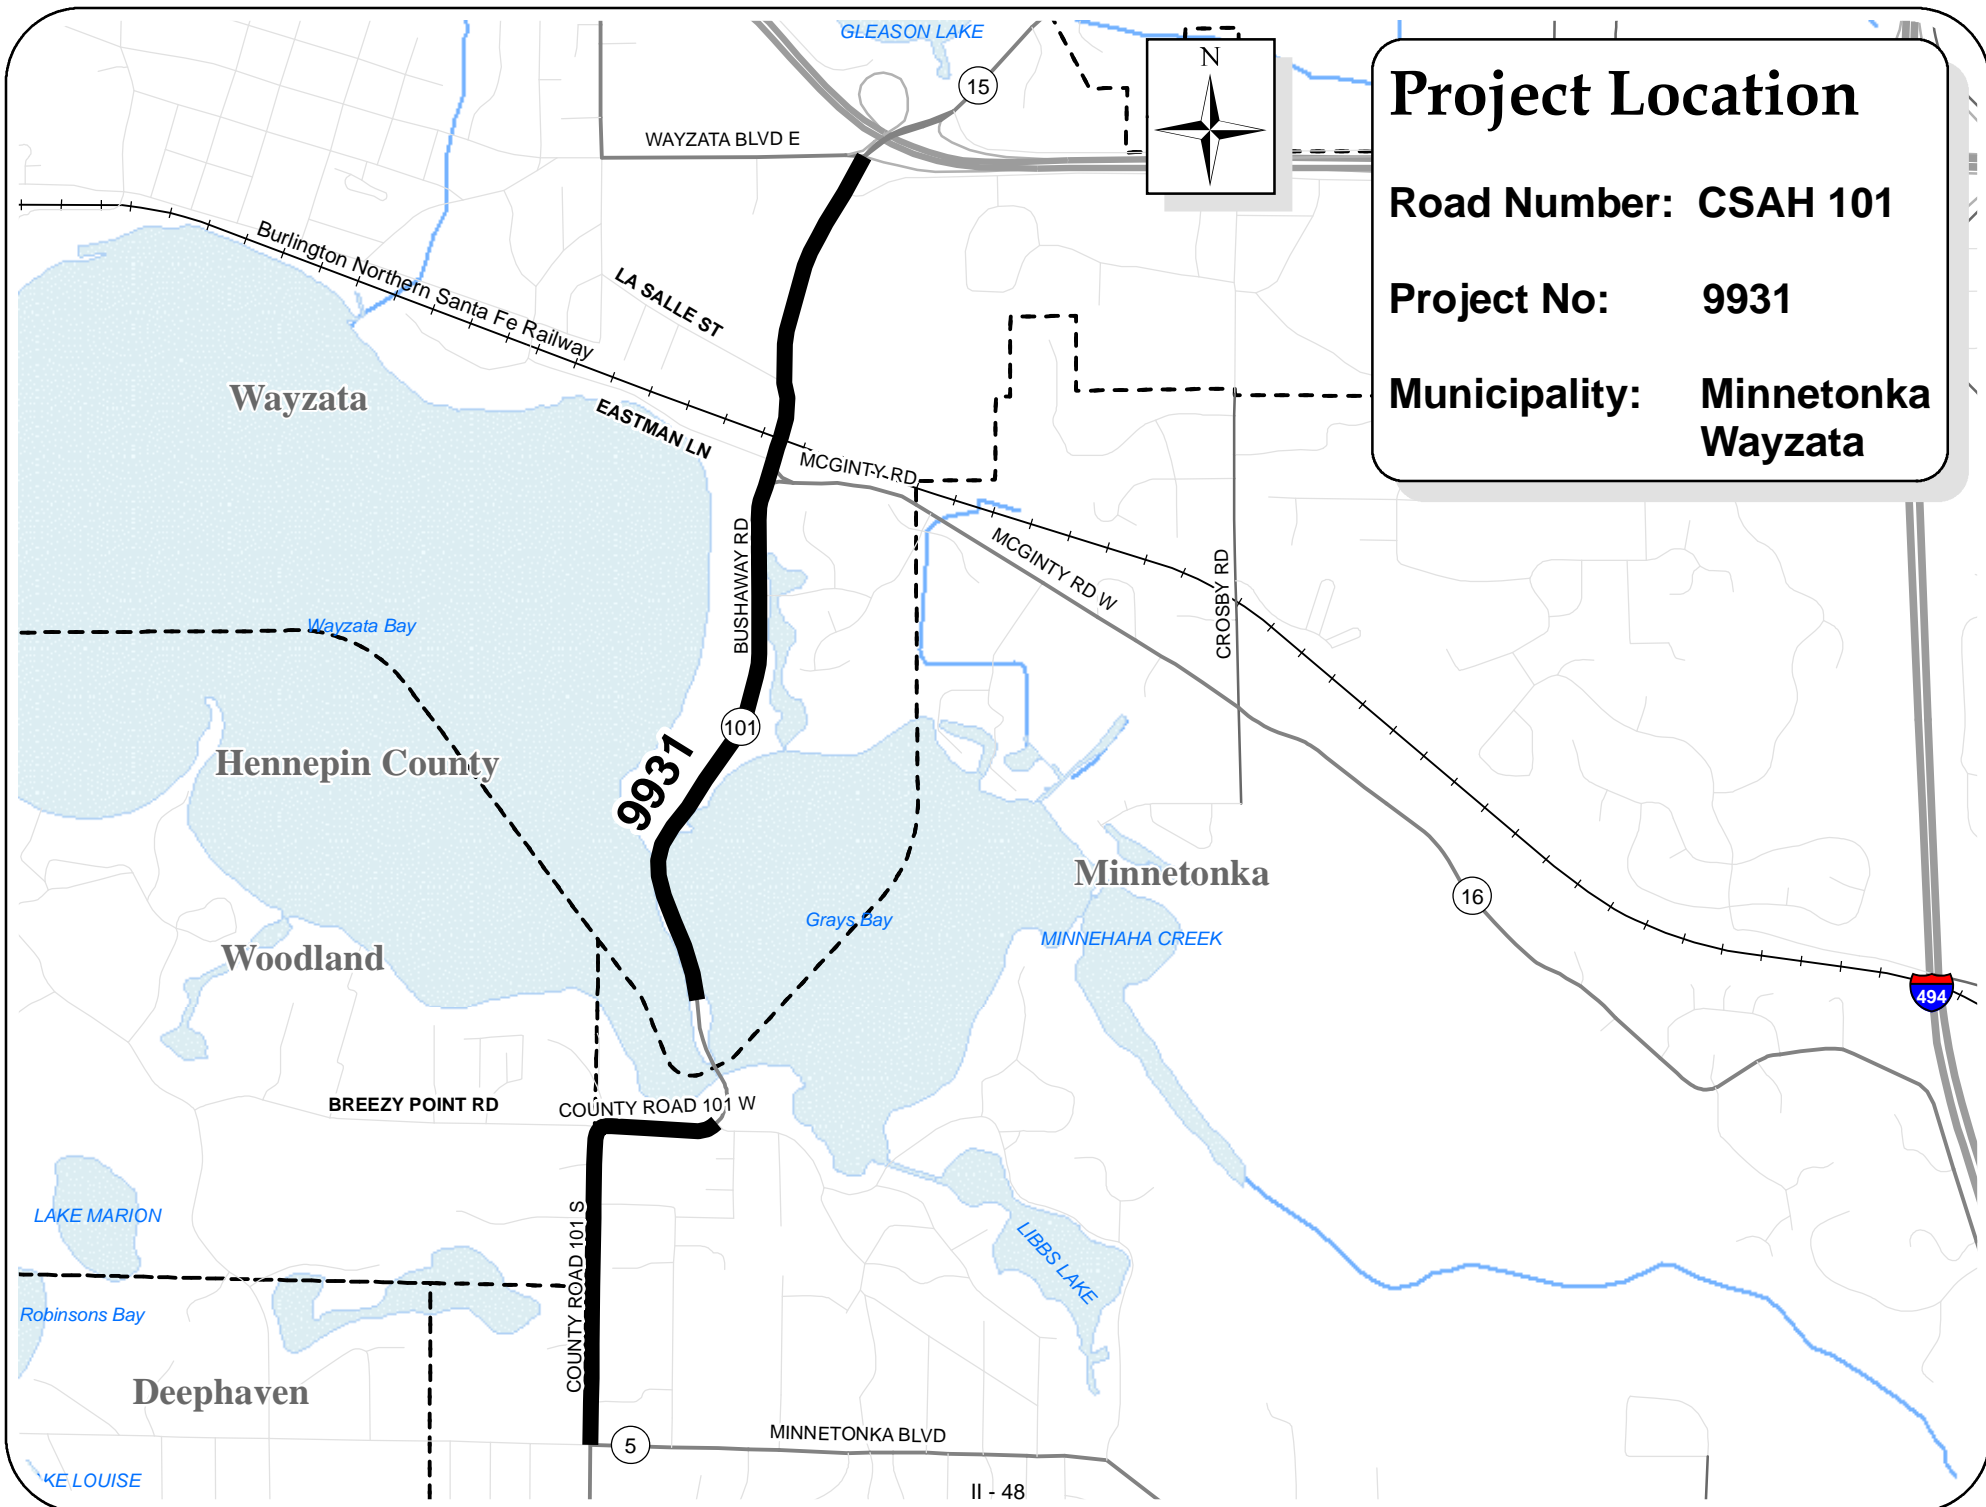 GLEASON LAKE
15
N
WAYZATA BLVD E
Project Location
Road Number: CSAH 101
Project No: 9931
Municipality: Minnetonka
Wayzata
Burlington Northern Santa Fe Railway
LA SALLE ST
Wayzata
EASTMAN LN
MCGINTY RD
MCGINTY RD W
BUSHAWAY RD
CROSBY RD
Wayzata Bay
101
9931
Hennepin County
Minnetonka
16
Grays Bay
MINNEHAHA CREEK
Woodland
494
BREEZY POINT RD
COUNTY ROAD 101 W
LAKE MARION
COUNTY ROAD 101 S
LIBBS LAKE
Robinsons Bay
Deephaven
5
MINNETONKA BLVD
KE LOUISE
II - 48